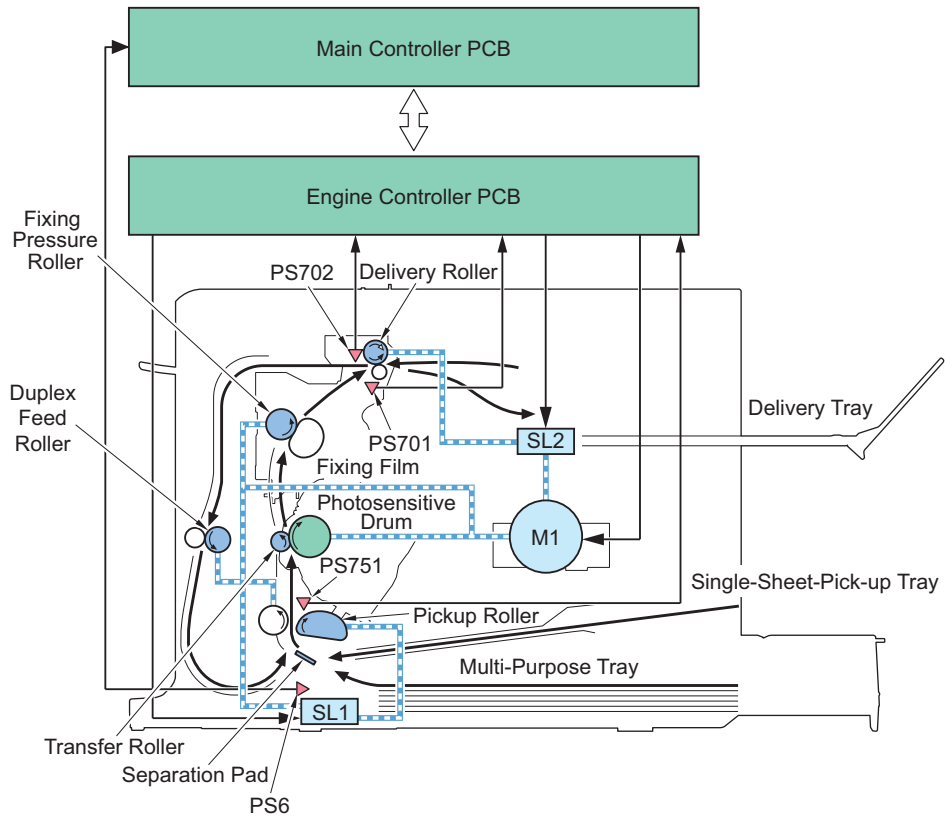 Main Controller PCB
Engine Controller PCB
Fixing
Pressure
Roller
PS702
Delivery Roller
Duplex
Feed
Roller
PS701
Delivery Tray
SL2
Fixing Film
Photosensitive
Drum
M1
PS751
Single-Sheet-Pick-up Tray
Pickup Roller
Multi-Purpose Tray
SL1
Transfer Roller
Separation Pad
PS6